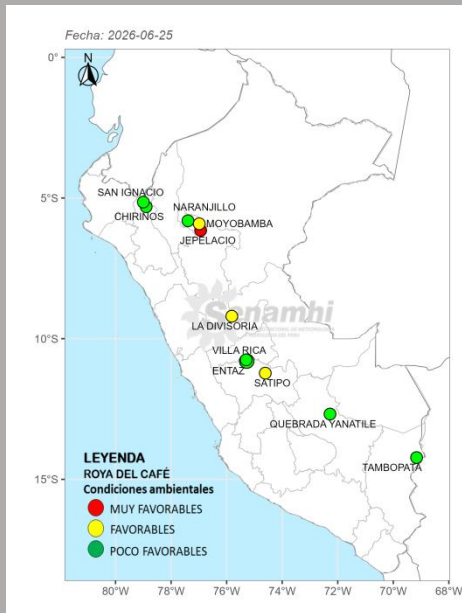 Fecha: 2026-06-25
N
0°
SAN IGNACIO
NARANJILLO
5°S
CHIRINOS
MOYOBAMBA
JEPELACIO
Senamhi
LA DIVISORIA
10°S
VILLA RICA
ENTAZ
SATIPO
QUEBRADA YANATILE
TAMBOPATA
15°S
LEYENDA
ROYA DEL CAFÉ
Condiciones ambientales
MUY FAVORABLES
FAVORABLES
POCO FAVORABLES
80°W 78°W 76°W 74°W 72°W 70°W 68°W